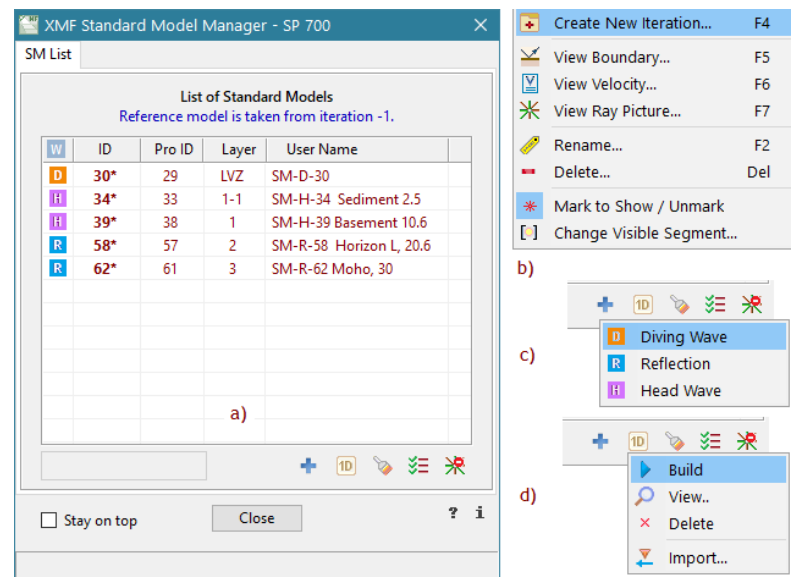 XMF Standard Model Manager - SP 700
SM List
List of Standard Models
Reference model is taken from iteration -1.
W ID Pro ID Layer User Name
D 30* 29 LVZ SM-D-30
H 34* 33 1-1 SM-H-34 Sediment 2.5
H 39* 38 1 SM-H-39 Basement 10.6
R 58* 57 2 SM-R-58 Horizon L, 20.6
R 62* 61 3 SM-R-62 Moho, 30
a)
1D
Stay on top Close ? i
Create New Iteration... F4
View Boundary... F5
V View Velocity... F6
View Ray Picture... F7
Rename... F2
Delete... Del
Mark to Show / Unmark
Change Visible Segment...
b)
1D
D Diving Wave
R Reflection
H Head Wave
c)
1D
Build
View..
Delete
Import...
d)